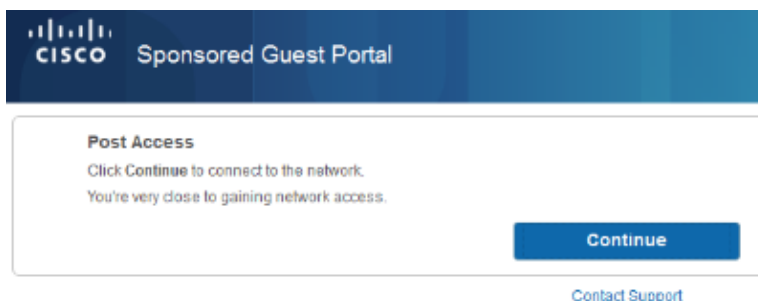 CISCO Sponsored Guest Portal
Post Access
Click Continue to connect to the network.
You're very close to gaining network access.
Continue
Contact Support